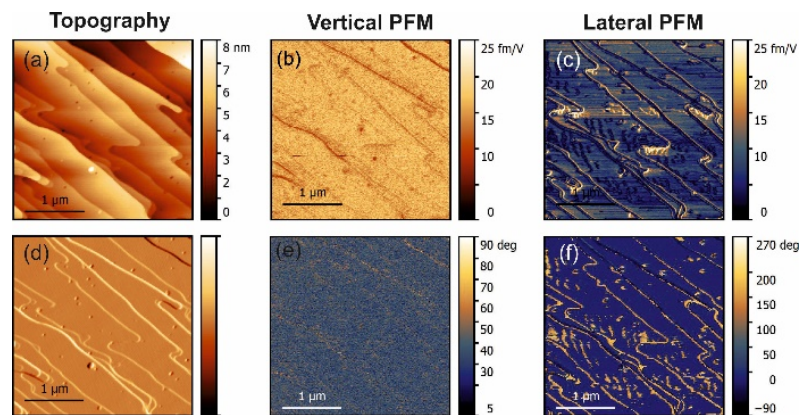 Topography Vertical PFM Lateral PFM
(a)
8 nm
7
6
5
4
3
2
1
0
1 µm
(b)
25 fm/V
20
15
10
5
0
1 µm
(c)
25 fm/V
20
15
10
5
0
1 µm
(d)
1 µm
(e)
90 deg
80
70
60
50
40
30
20
5
1 µm
(f)
270 deg
200
150
100
50
0
−90
1 µm